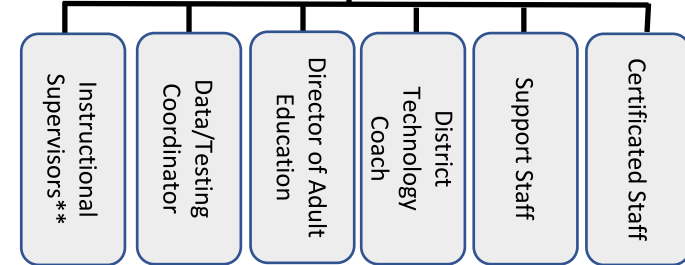 Instructional
Supervisors**
Data/Testing
Coordinator
Director of Adult
Education
District
Technology
Coach
Support Staff
Certificated Staff